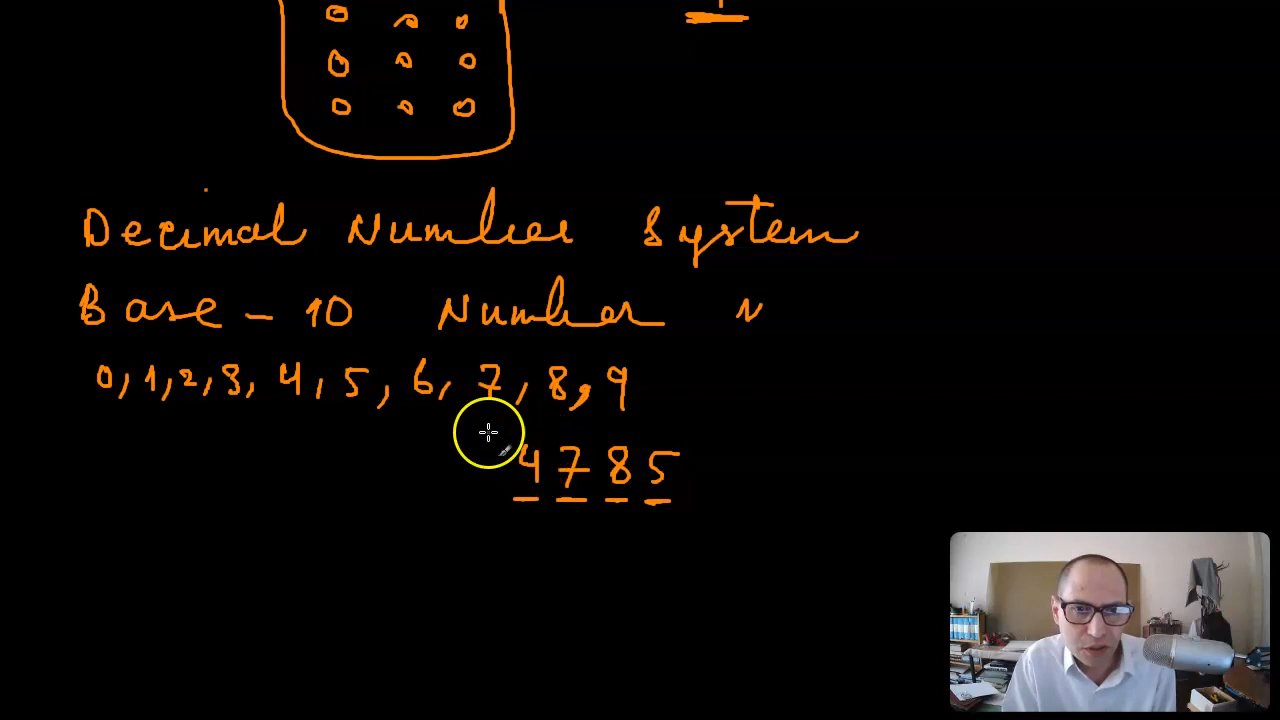 Decimal Number System
Base - 10 Number
0, 1, 2, 3, 4, 5, 6, 7, 8, 9
4785